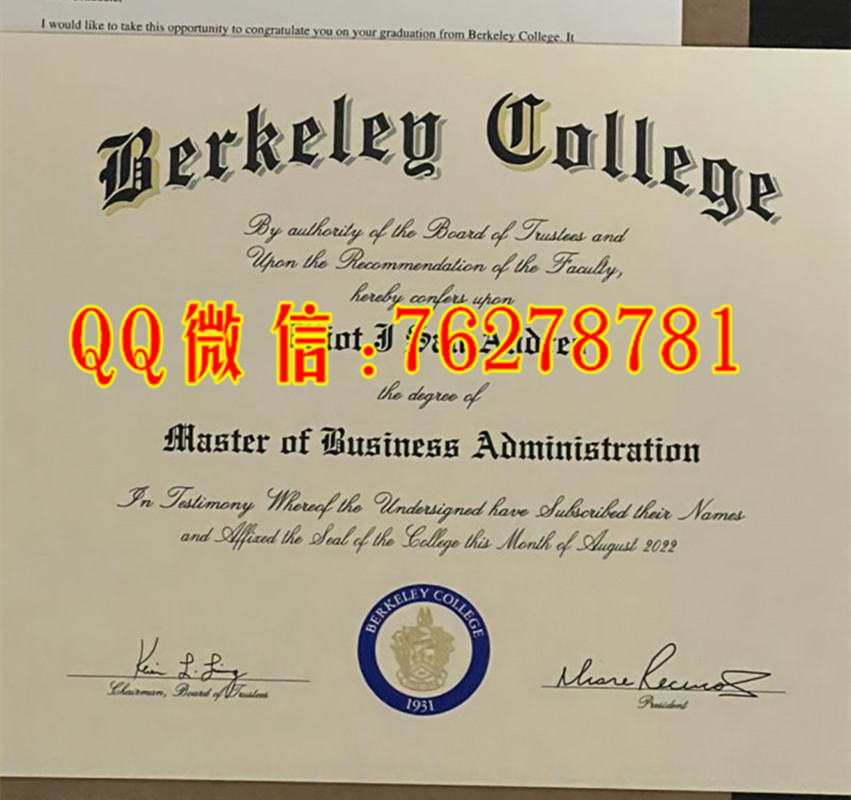 I would like to take this opportunity to congratulate you on your graduation from Berkeley College. It
Berkeley College
By authority of the Board of Trustees and
Upon the Recommendation of the Faculty,
hereby confers upon
QQ微信:76278781
the degree of
Master of Business Administration
In Testimony Whereof the Undersigned have Subscribed their Names
and Affixed the Seal of the College this Month of August 2022
BERKELEY COLLEGE
1931
Chairman, Board of Trustees
President